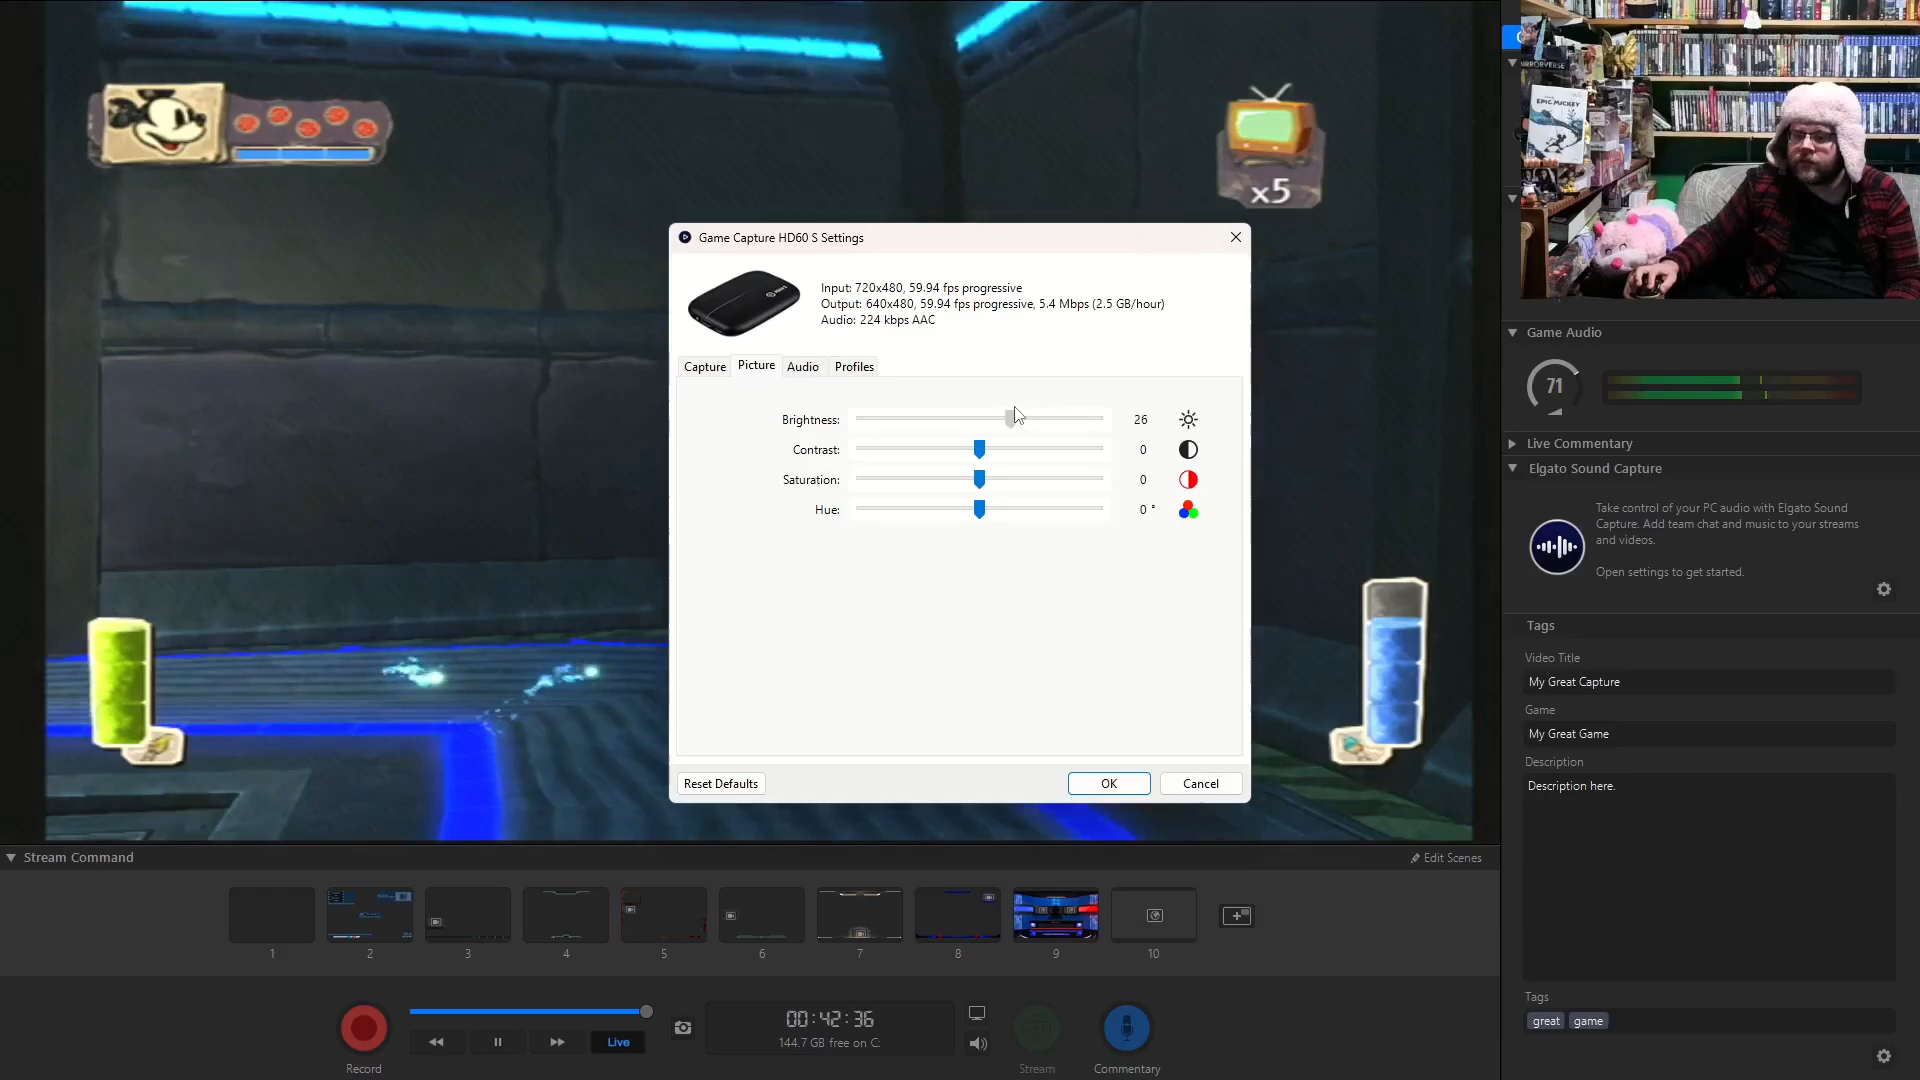 x5
MIRRORVERSE
EPIC MICKEY
Game Capture HD60 S Settings
Input: 720x480, 59.94 fps progressive
Output: 640x480, 59.94 fps progressive, 5.4 Mbps (2.5 GB/hour)
Audio: 224 kbps AAC
Capture
Picture
Audio
Profiles
Brightness:
26
Contrast:
0
Saturation:
0
Hue:
0 °
Reset Defaults
OK
Cancel
Game Audio
71
Live Commentary
Elgato Sound Capture
Take control of your PC audio with Elgato Sound
Capture. Add team chat and music to your streams
and videos.
Open settings to get started.
Tags
Video Title
My Great Capture
Game
My Great Game
Description
Description here.
Tags
great
game
Stream Command
Edit Scenes
1
2
3
4
5
6
7
8
9
10
Record
Live
00:42:36
144.7 GB free on C:
Stream
Commentary